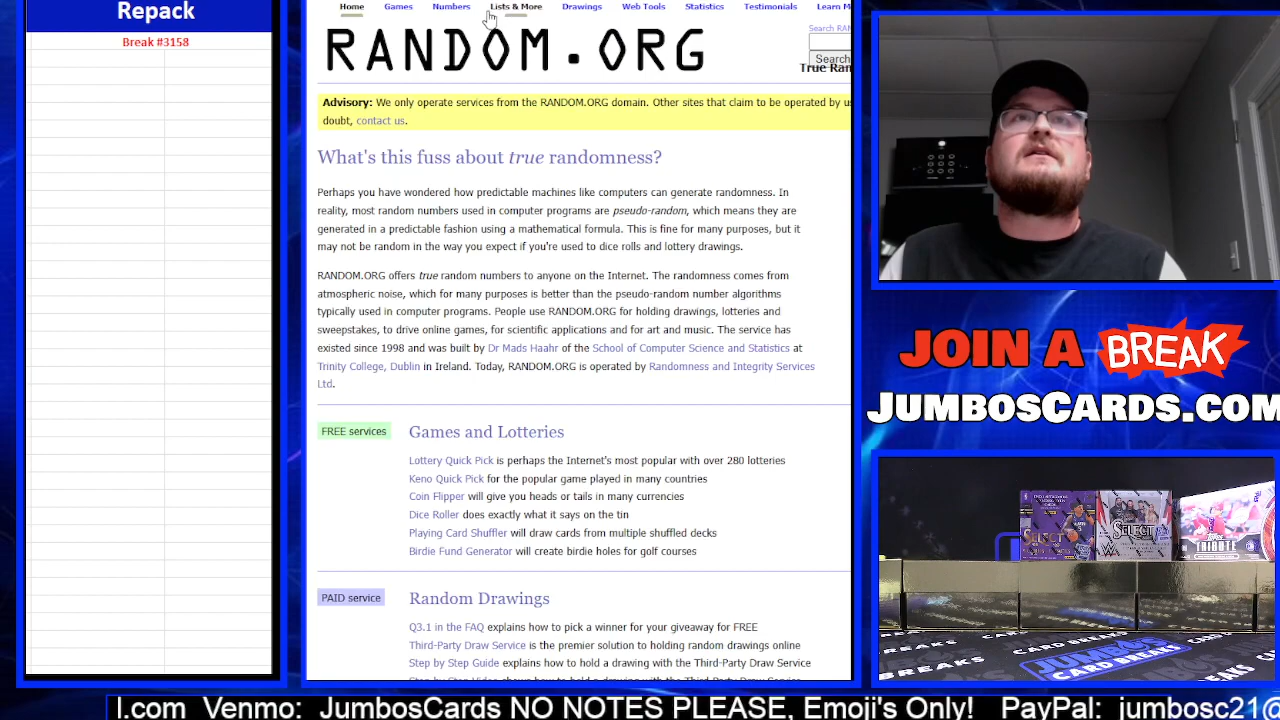 Repack
Break #3158
Home Games Numbers Lists & More Drawings Web Tools Statistics Testimonials Learn M
RANDOM.ORG
Search RAN
Search
True Ran
Advisory: We only operate services from the RANDOM.ORG domain. Other sites that claim to be operated by us
doubt, contact us.
What's this fuss about true randomness?
Perhaps you have wondered how predictable machines like computers can generate randomness. In
reality, most random numbers used in computer programs are pseudo-random, which means they are
generated in a predictable fashion using a mathematical formula. This is fine for many purposes, but it
may not be random in the way you expect if you're used to dice rolls and lottery drawings.
RANDOM.ORG offers true random numbers to anyone on the Internet. The randomness comes from
atmospheric noise, which for many purposes is better than the pseudo-random number algorithms
typically used in computer programs. People use RANDOM.ORG for holding drawings, lotteries and
sweepstakes, to drive online games, for scientific applications and for art and music. The service has
existed since 1998 and was built by Dr Mads Haahr of the School of Computer Science and Statistics at
Trinity College, Dublin in Ireland. Today, RANDOM.ORG is operated by Randomness and Integrity Services
Ltd.
FREE services
Games and Lotteries
Lottery Quick Pick is perhaps the Internet's most popular with over 280 lotteries
Keno Quick Pick for the popular game played in many countries
Coin Flipper will give you heads or tails in many currencies
Dice Roller does exactly what it says on the tin
Playing Card Shuffler will draw cards from multiple shuffled decks
Birdie Fund Generator will create birdie holes for golf courses
PAID service
Random Drawings
Q3.1 in the FAQ explains how to pick a winner for your giveaway for FREE
Third-Party Draw Service is the premier solution to holding random drawings online
Step by Step Guide explains how to hold a drawing with the Third-Party Draw Service
JOIN A BREAK
JUMBOSCARDS.COM
SELECT
SELECT
TRIBUTE
JUMBOS
l.com Venmo: JumbosCards NO NOTES PLEASE, Emoji's Only! PayPal: jumbosc21@